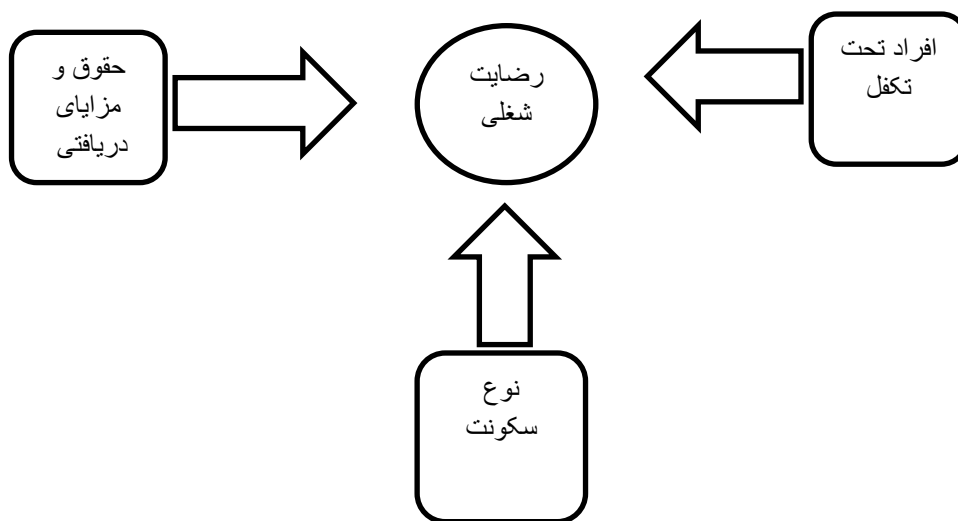 افراد تحت
تکفل
رضایت
شغلی
حقوق و
مزایای
دریافتی
نوع
سکونت